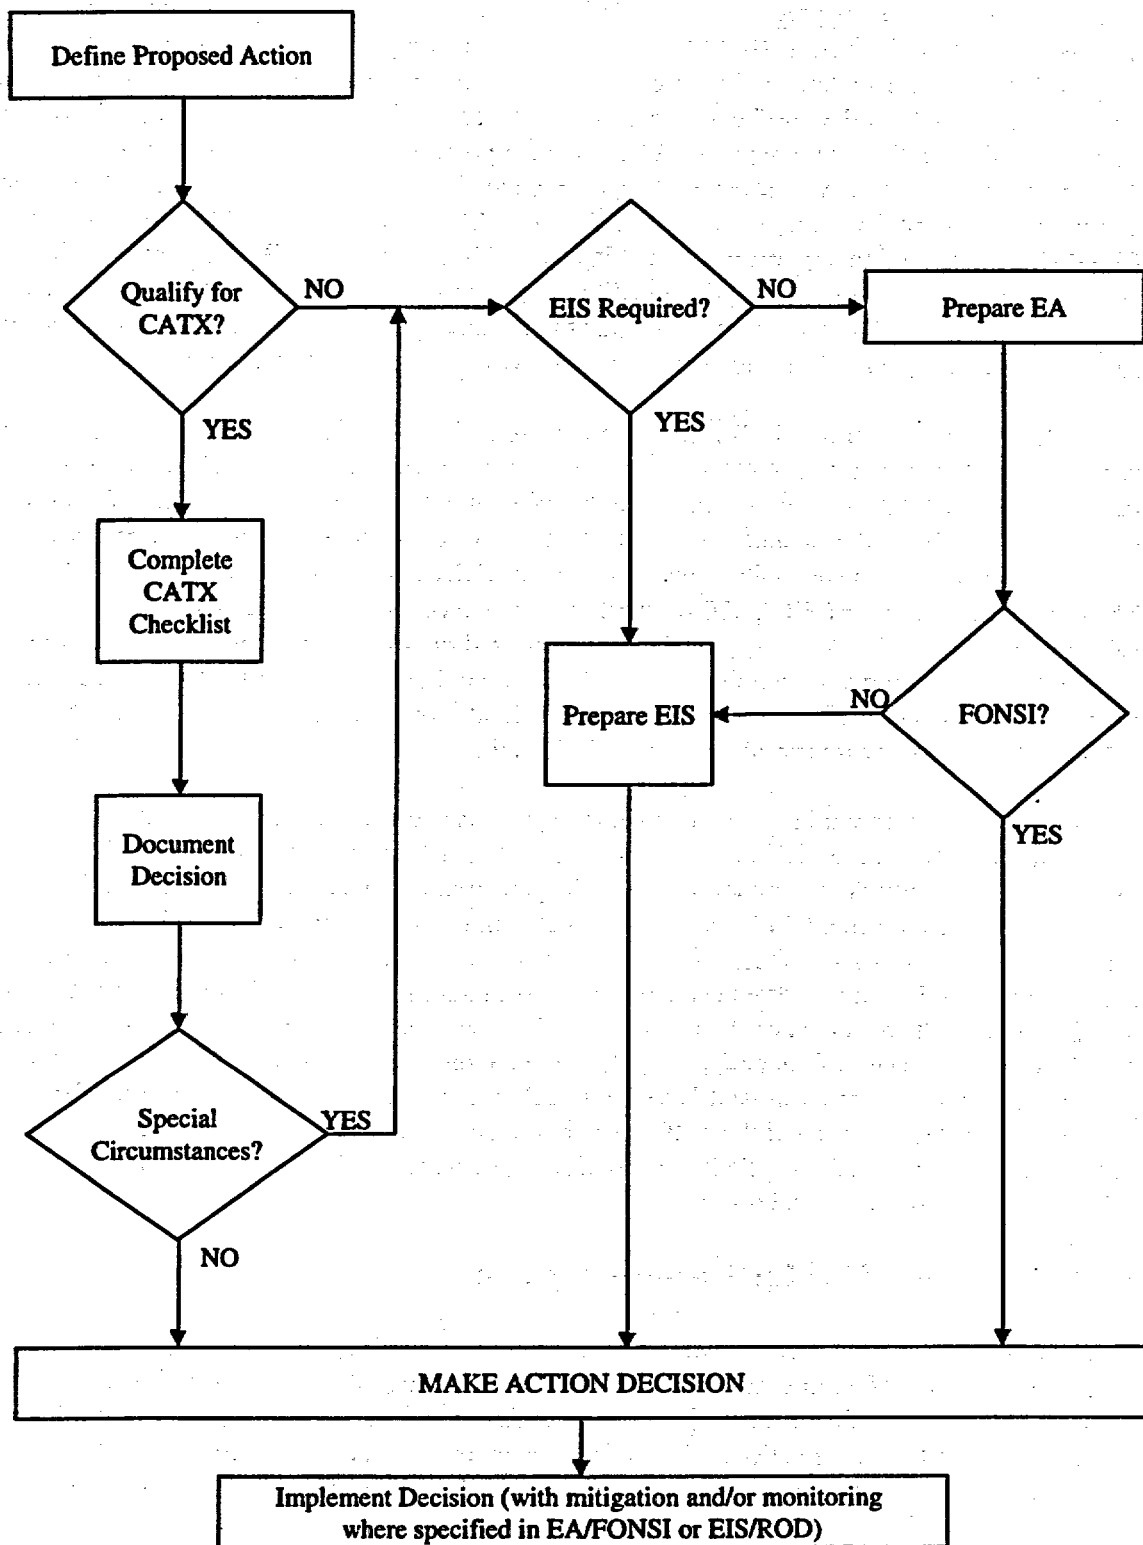 Define Proposed Action
Qualify for
CATX?
NO
EIS Required?
NO
Prepare EA
YES
YES
Complete
CATX
Checklist
Prepare EIS
NO
FONSI?
YES
Document
Decision
Special
Circumstances?
YES
NO
MAKE ACTION DECISION
Implement Decision (with mitigation and/or monitoring
where specified in EA/FONSI or EIS/ROD)